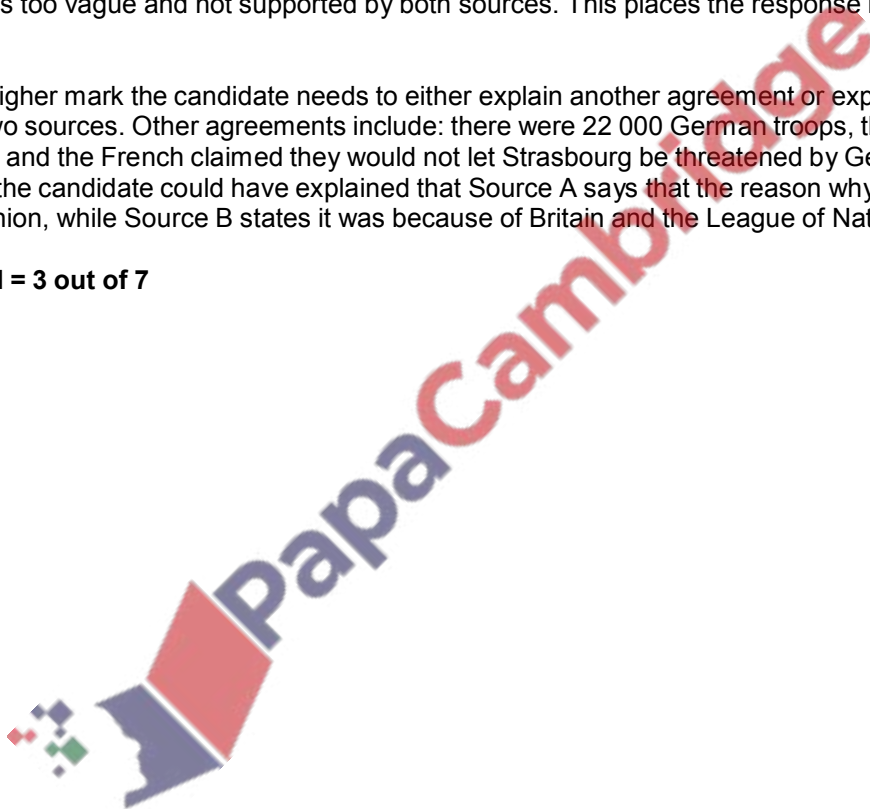 s too vague and not supported by both sources. This places the response
igher mark the candidate needs to either explain another agreement or exp
vo sources. Other agreements include: there were 22 000 German troops, t
and the French claimed they would not let Strasbourg be threatened by Ge
the candidate could have explained that Source A says that the reason why
nion, while Source B states it was because of Britain and the League of Nat
= 3 out of 7
PapaCambridge